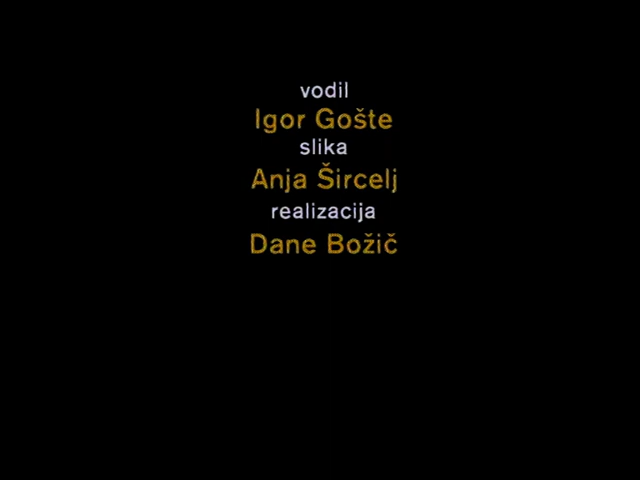 vodil
Igor Gošte
slika
Anja Šircelj
realizacija
Dane Božič